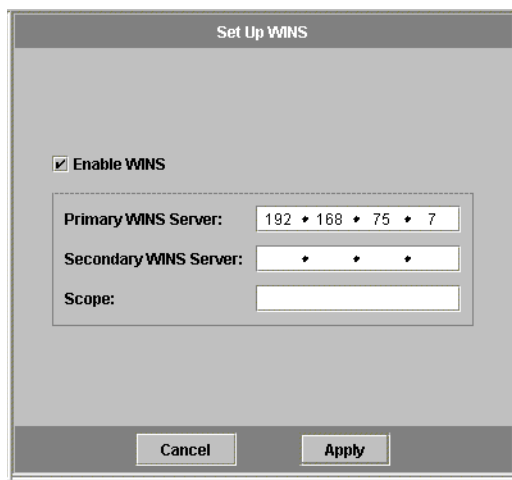 Set Up WINS
Enable WINS
Primary WINS Server: 192 . 168 . 75 . 7
Secondary WINS Server: . . .
Scope:
Cancel Apply